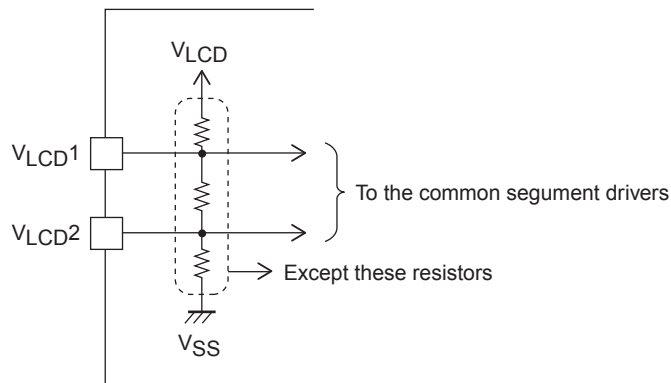 VLCD
VLCD1
To the common segument drivers
VLCD2
Except these resistors
VSS